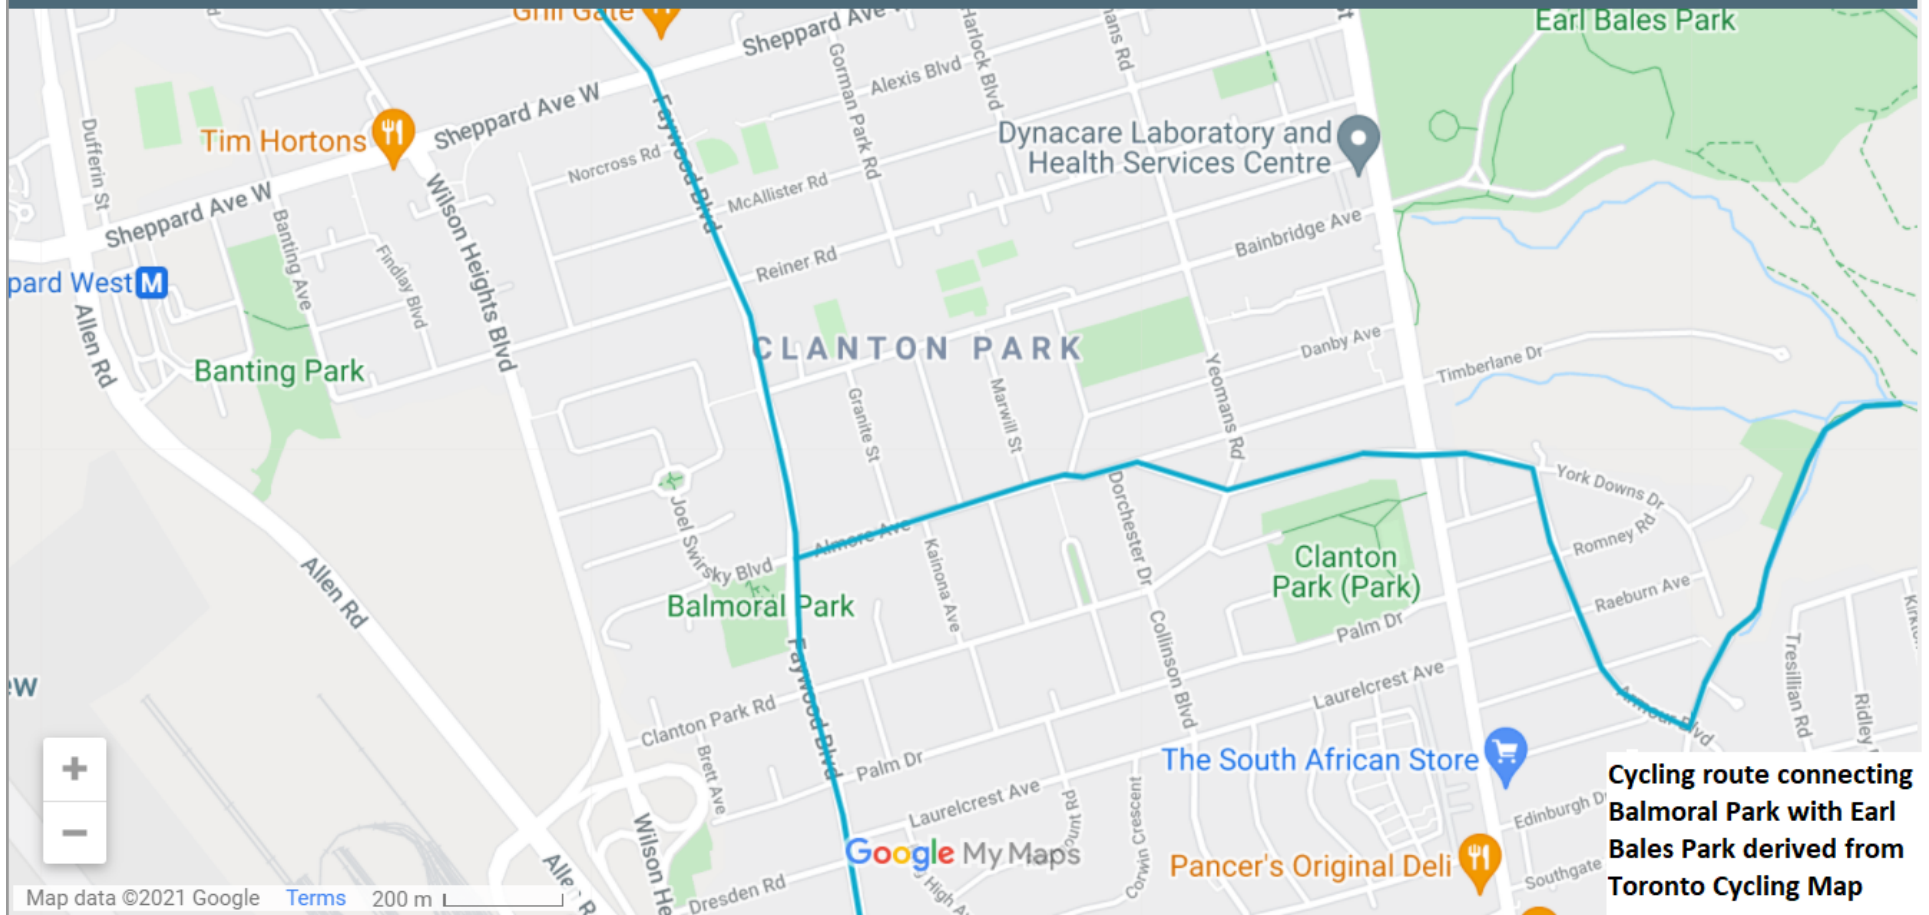 Grill Gate
Sheppard Ave
Earl Bales Park
Harlock Blvd
Gorman Park Rd
Alexis Blvd
Sheppard Ave W
Tim Hortons
Dufferin St
Faywood Blvd
Norcross Rd
McAllister Rd
Dynacare Laboratory and
Health Services Centre
Wilson Heights Blvd
Sheppard Ave W
Banting Ave
Findlay Blvd
Reiner Rd
Bainbridge Ave
pard West M
Allen Rd
Banting Park
CLANTON PARK
Danby Ave
Timberlane Dr
Granite St
Marwill St
Yeomans Rd
Joel Swirsky Blvd
Almore Ave
Dorchester Dr
York Downs Dr
Romney Rd
Kainona Ave
Clanton
Park (Park)
Raeburn Ave
Allen Rd
Balmoral Park
Palm Dr
Collinson Blvd
Faywood Blvd
Laurelcrest Ave
Tresillian Rd
Ridley
Armour Blvd
Clanton Park Rd
Brett Ave
Palm Dr
The South African Store
Laurelcrest Ave
Corwin Crescent
Edinburgh Dr
Wilson He
Allen R
Dresden Rd
High A
Google My Maps
Pancer's Original Deli
Southgate
Cycling route connecting
Balmoral Park with Earl
Bales Park derived from
Toronto Cycling Map
+
−
Map data ©2021 Google Terms 200 m